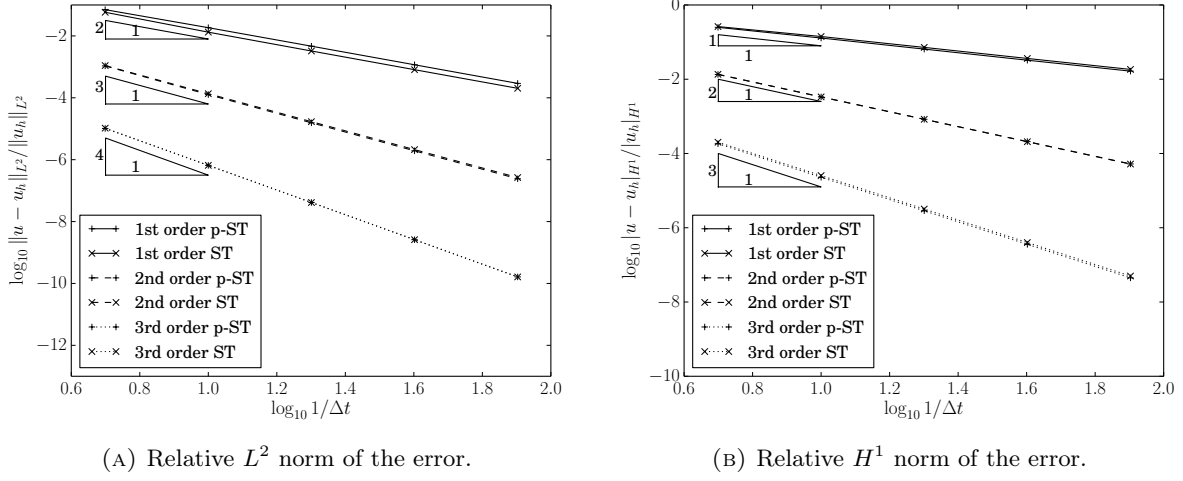 log₁₀ ‖u − uₕ‖_{L²}/‖uₕ‖_{L²}
−2
−4
−6
−8
−10
−12
2
1
3
1
4
1
1st order p-ST
1st order ST
2nd order p-ST
2nd order ST
3rd order p-ST
3rd order ST
0.6 0.8 1.0 1.2 1.4 1.6 1.8 2.0
log₁₀ 1/Δt
(A) Relative L² norm of the error.
log₁₀ |u − uₕ|_{H¹}/|uₕ|_{H¹}
0
−2
−4
−6
−8
−10
1
1
2
1
3
1
1st order p-ST
1st order ST
2nd order p-ST
2nd order ST
3rd order p-ST
3rd order ST
0.6 0.8 1.0 1.2 1.4 1.6 1.8 2.0
log₁₀ 1/Δt
(B) Relative H¹ norm of the error.